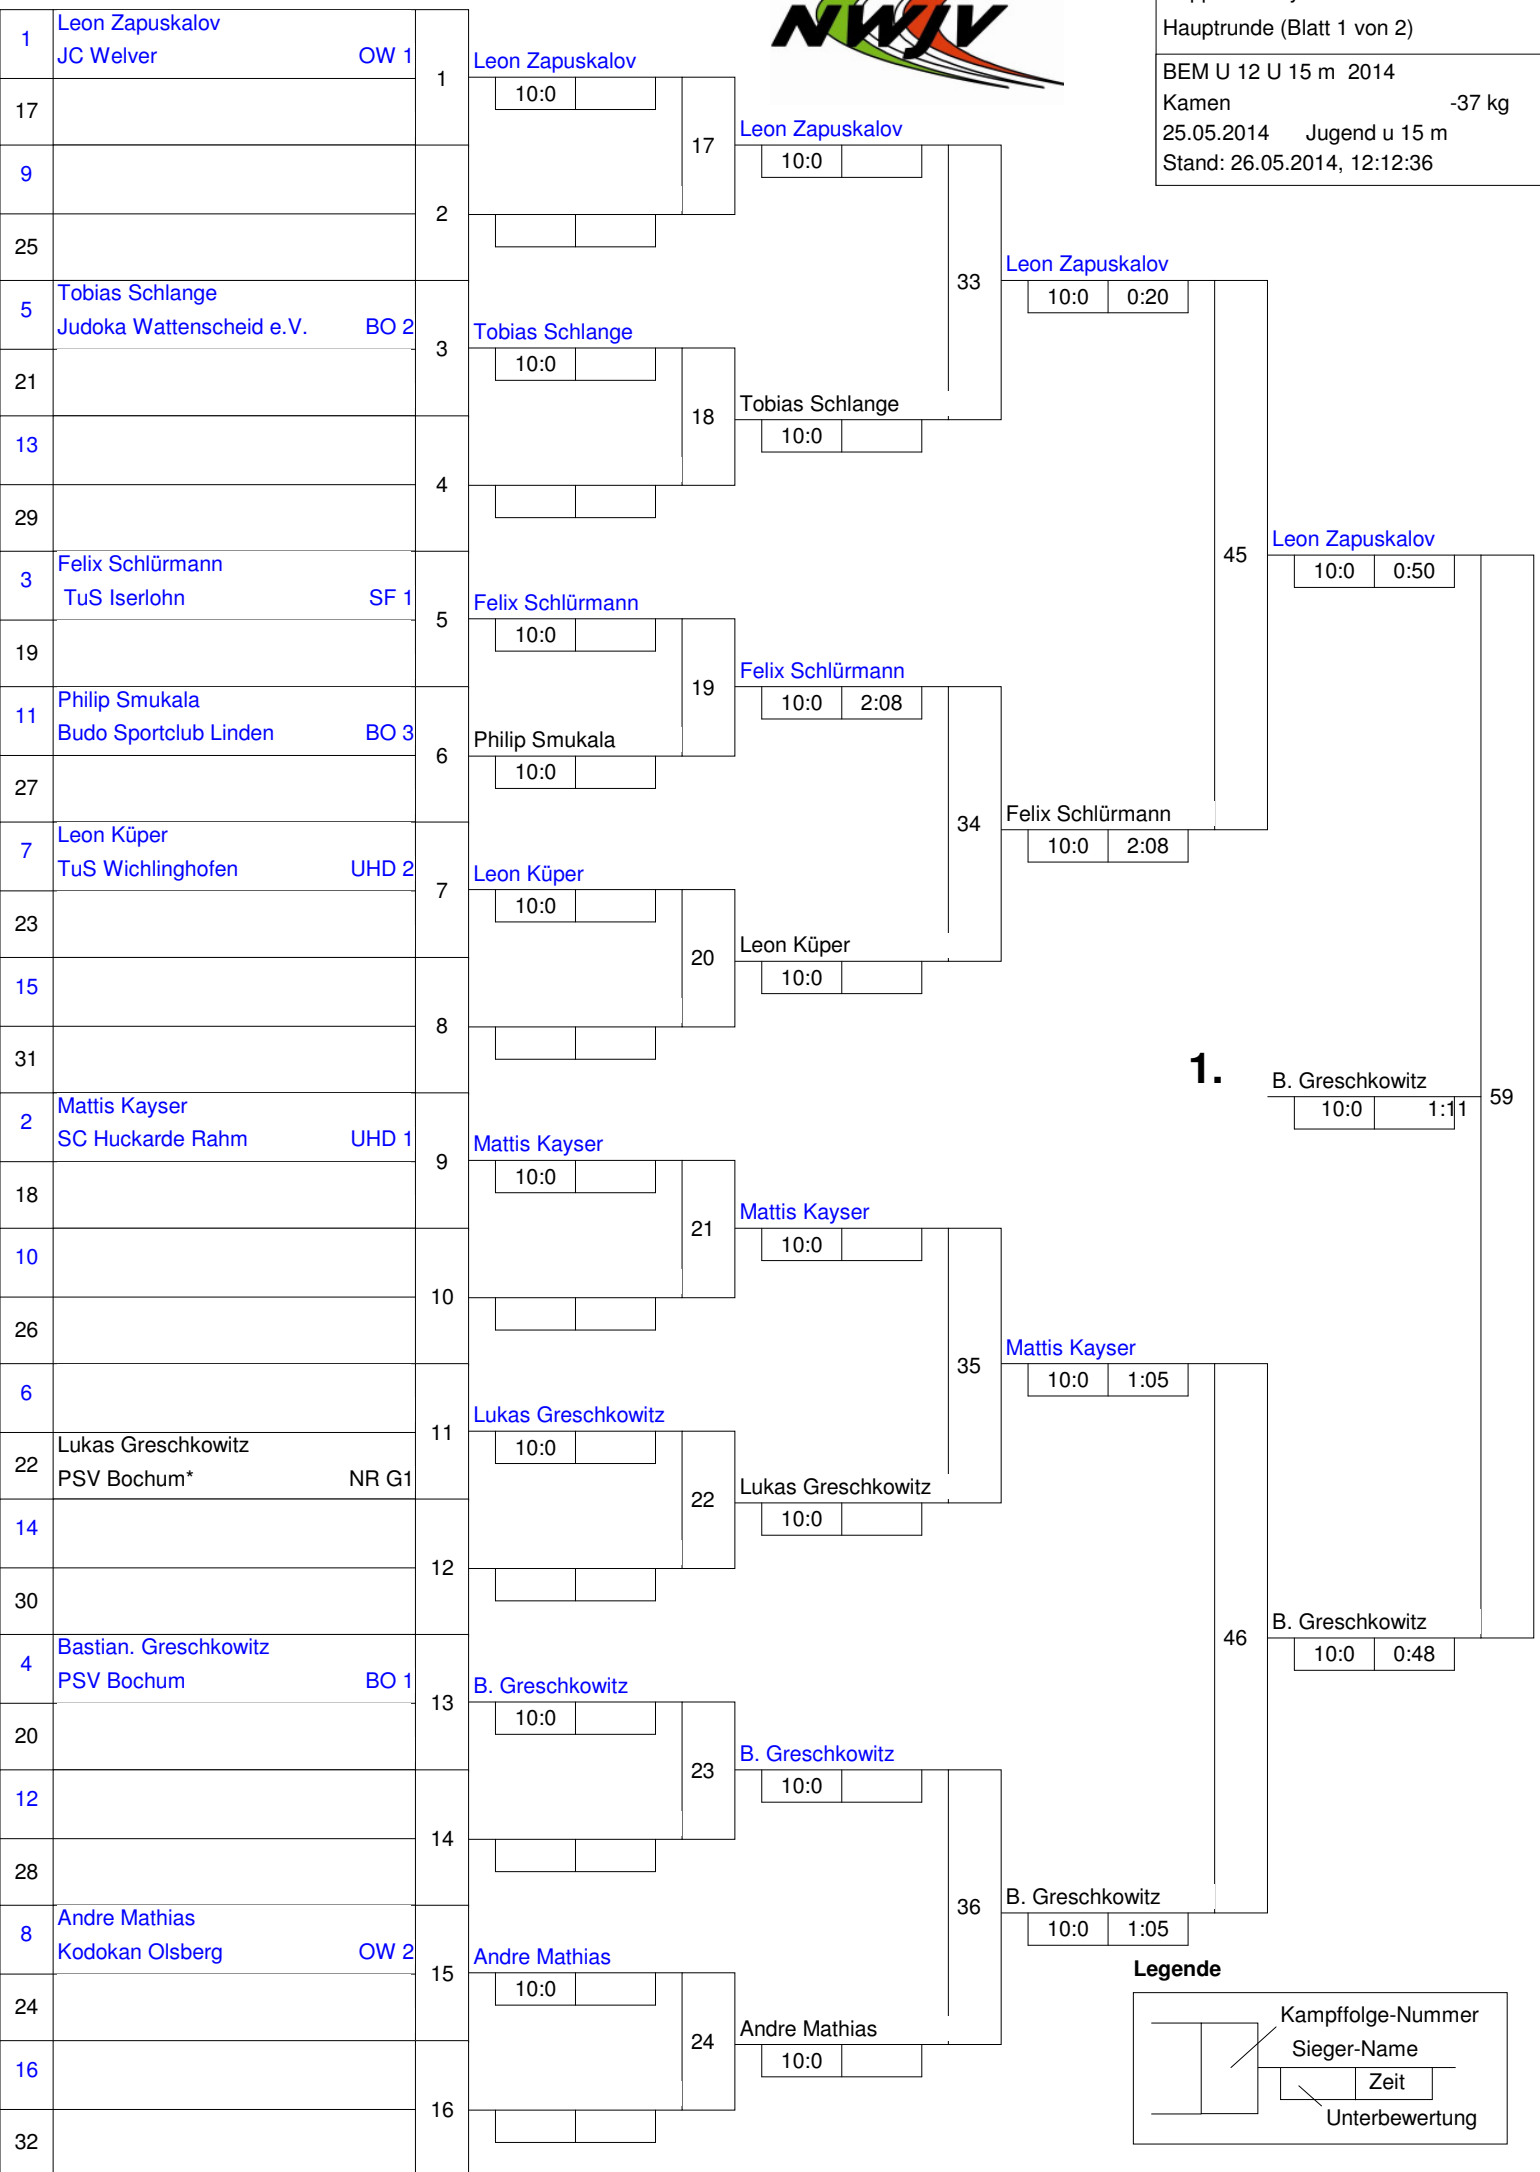 NWJV
Hauptrunde (Blatt 1 von 2)
BEM U 12 U 15 m 2014
Kamen -37 kg
25.05.2014 Jugend u 15 m
Stand: 26.05.2014, 12:12:36
1 Leon Zapuskalov
JC Welver OW 1
17
9
25
5 Tobias Schlange
Judoka Wattenscheid e.V. BO 2
21
13
29
3 Felix Schlürmann
TuS Iserlohn SF 1
19
11 Philip Smukala
Budo Sportclub Linden BO 3
27
7 Leon Küper
TuS Wichlinghofen UHD 2
23
15
31
2 Mattis Kayser
SC Huckarde Rahm UHD 1
18
10
26
6
22 Lukas Greschkowitz
PSV Bochum* NR G1
14
30
4 Bastian. Greschkowitz
PSV Bochum BO 1
20
12
28
8 Andre Mathias
Kodokan Olsberg OW 2
24
16
32
1 Leon Zapuskalov
10:0
2
3 Tobias Schlange
10:0
4
5 Felix Schlürmann
10:0
6 Philip Smukala
10:0
7 Leon Küper
10:0
8
9 Mattis Kayser
10:0
10
11 Lukas Greschkowitz
10:0
12
13 B. Greschkowitz
10:0
14
15 Andre Mathias
10:0
16
17 Leon Zapuskalov
10:0
18 Tobias Schlange
10:0
19 Felix Schlürmann
10:0 2:08
20 Leon Küper
10:0
21 Mattis Kayser
10:0
22 Lukas Greschkowitz
10:0
23 B. Greschkowitz
10:0
24 Andre Mathias
10:0
33 Leon Zapuskalov
10:0 0:20
34 Felix Schlürmann
10:0 2:08
35 Mattis Kayser
10:0 1:05
36 B. Greschkowitz
10:0 1:05
45 Leon Zapuskalov
10:0 0:50
46 B. Greschkowitz
10:0 0:48
1. B. Greschkowitz 59
10:0 1:11
Legende
Kampffolge-Nummer
Sieger-Name
Zeit
Unterbewertung